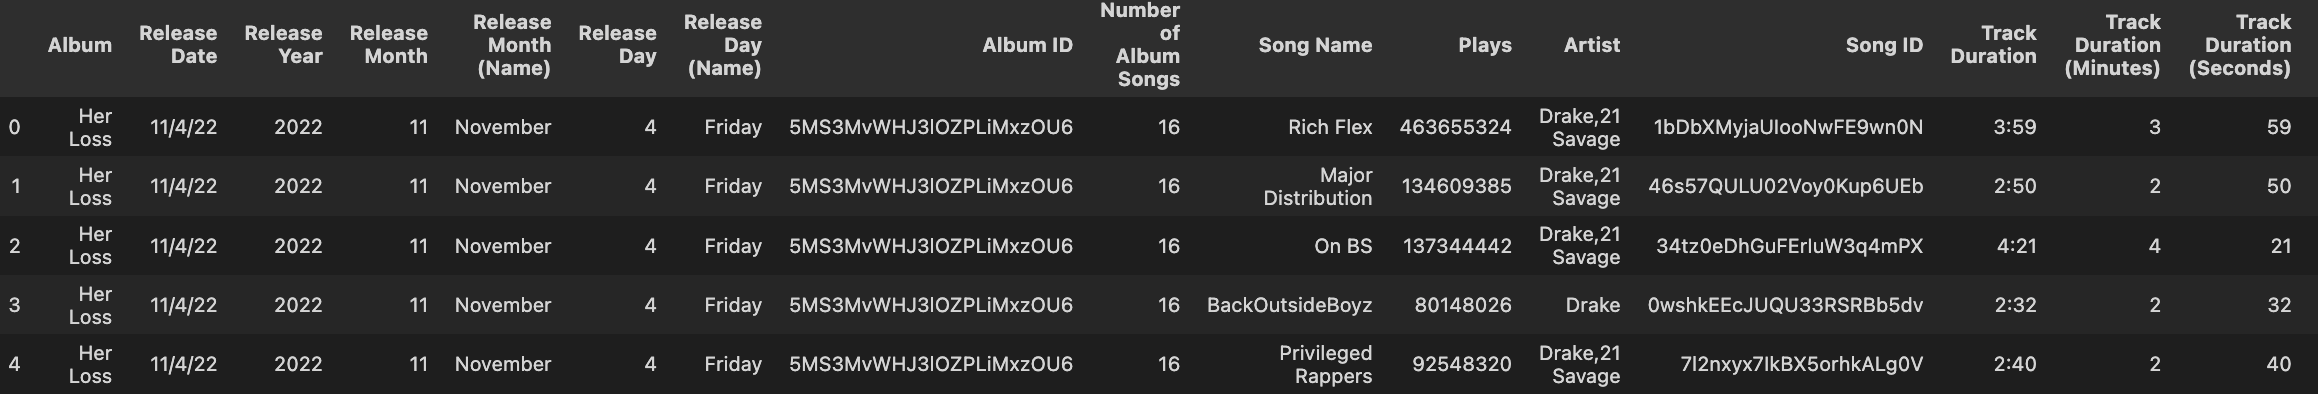 Album Release Date Release Year Release Month Release Month (Name) Release Day Release Day (Name) Album ID Number of Album Songs Song Name Plays Artist Song ID Track Duration Track Duration (Minutes) Track Duration (Seconds)
0 Her Loss 11/4/22 2022 11 November 4 Friday 5MS3MvWHJ3lOZPLiMxzOU6 16 Rich Flex 463655324 Drake,21 Savage 1bDbXMyjaUIooNwFE9wn0N 3:59 3 59
1 Her Loss 11/4/22 2022 11 November 4 Friday 5MS3MvWHJ3lOZPLiMxzOU6 16 Major Distribution 134609385 Drake,21 Savage 46s57QULU02Voy0Kup6UEb 2:50 2 50
2 Her Loss 11/4/22 2022 11 November 4 Friday 5MS3MvWHJ3lOZPLiMxzOU6 16 On BS 137344442 Drake,21 Savage 34tz0eDhGuFErIuW3q4mPX 4:21 4 21
3 Her Loss 11/4/22 2022 11 November 4 Friday 5MS3MvWHJ3lOZPLiMxzOU6 16 BackOutsideBoyz 80148026 Drake 0wshkEEcJUQU33RSRBb5dv 2:32 2 32
4 Her Loss 11/4/22 2022 11 November 4 Friday 5MS3MvWHJ3lOZPLiMxzOU6 16 Privileged Rappers 92548320 Drake,21 Savage 7l2nxyx7IkBX5orhkALg0V 2:40 2 40